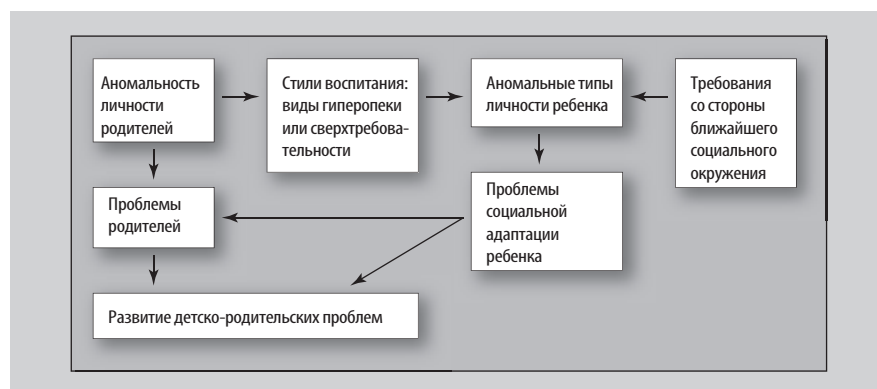 Аномальность
личности
родителей
Стили воспитания:
виды гиперопеки
или сверхтребова-
тельности
Аномальные типы
личности ребенка
Требования
со стороны
ближайшего
социального
окружения
Проблемы
родителей
Проблемы
социальной
адаптации
ребенка
Развитие детско-родительских проблем